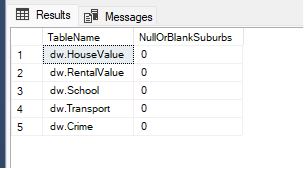 Results Messages
TableName NullOrBlankSuburbs
1 dw.HouseValue 0
2 dw.RentalValue 0
3 dw.School 0
4 dw.Transport 0
5 dw.Crime 0